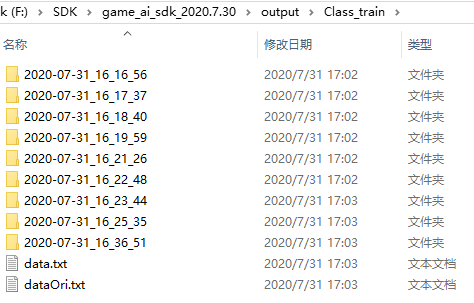 k (F:) > SDK > game_ai_sdk_2020.7.30 > output > Class_train >
名称 修改日期 类型
2020-07-31_16_16_56 2020/7/31 17:02 文件夹
2020-07-31_16_17_37 2020/7/31 17:02 文件夹
2020-07-31_16_18_40 2020/7/31 17:02 文件夹
2020-07-31_16_19_59 2020/7/31 17:02 文件夹
2020-07-31_16_21_26 2020/7/31 17:02 文件夹
2020-07-31_16_22_48 2020/7/31 17:02 文件夹
2020-07-31_16_23_44 2020/7/31 17:03 文件夹
2020-07-31_16_25_35 2020/7/31 17:03 文件夹
2020-07-31_16_36_51 2020/7/31 17:03 文件夹
data.txt 2020/7/31 17:03 文本文档
dataOri.txt 2020/7/31 17:03 文本文档